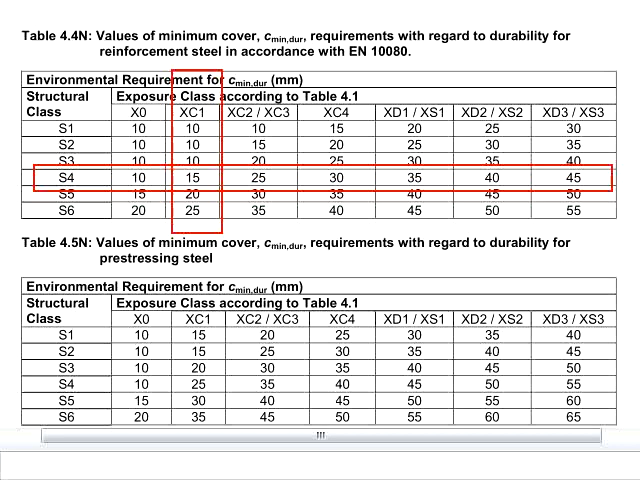 Table 4.4N: Values of minimum cover, cmin,dur, requirements with regard to durability for
reinforcement steel in accordance with EN 10080.
Environmental Requirement for cmin,dur (mm)
Structural Class Exposure Class according to Table 4.1
X0 XC1 XC2 / XC3 XC4 XD1 / XS1 XD2 / XS2 XD3 / XS3
S1 10 10 10 15 20 25 30
S2 10 10 15 20 25 30 35
S3 10 10 20 25 30 35 40
S4 10 15 25 30 35 40 45
S5 15 20 30 35 40 45 50
S6 20 25 35 40 45 50 55
Table 4.5N: Values of minimum cover, cmin,dur, requirements with regard to durability for
prestressing steel
Environmental Requirement for cmin,dur (mm)
Structural Class Exposure Class according to Table 4.1
X0 XC1 XC2 / XC3 XC4 XD1 / XS1 XD2 / XS2 XD3 / XS3
S1 10 15 20 25 30 35 40
S2 10 15 25 30 35 40 45
S3 10 20 30 35 40 45 50
S4 10 25 35 40 45 50 55
S5 15 30 40 45 50 55 60
S6 20 35 45 50 55 60 65